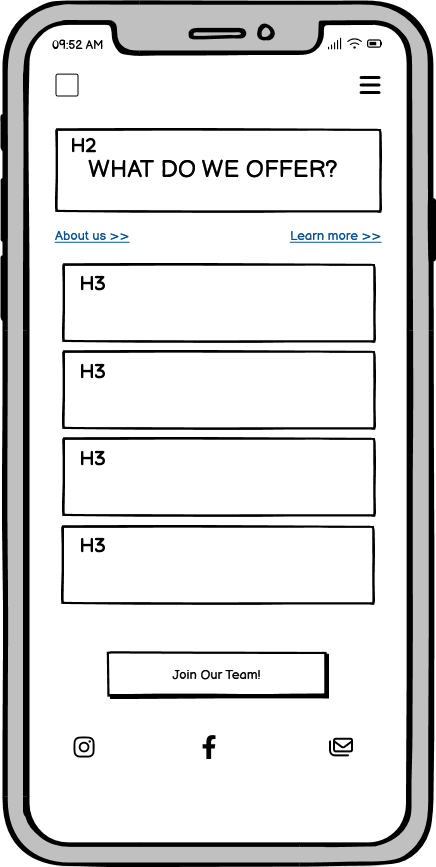 09:52 AM
H2
WHAT DO WE OFFER?
About us >>
Learn more >>
H3
H3
H3
H3
Join Our Team!